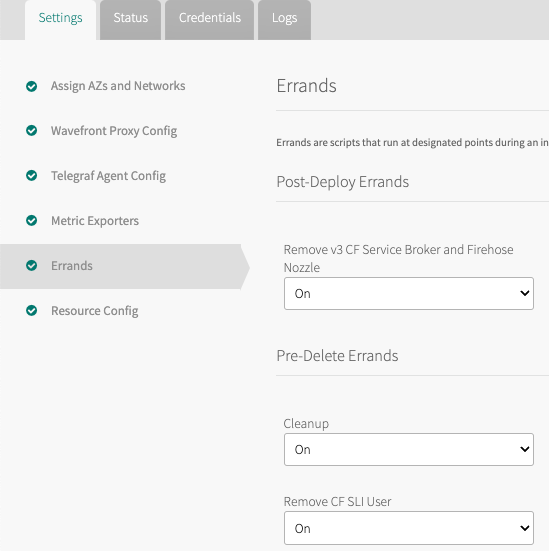 Settings
Status
Credentials
Logs
Assign AZs and Networks
Wavefront Proxy Config
Telegraf Agent Config
Metric Exporters
Errands
Resource Config
Errands
Errands are scripts that run at designated points during an in
Post-Deploy Errands
Remove v3 CF Service Broker and Firehose
Nozzle
On
Pre-Delete Errands
Cleanup
On
Remove CF SLI User
On